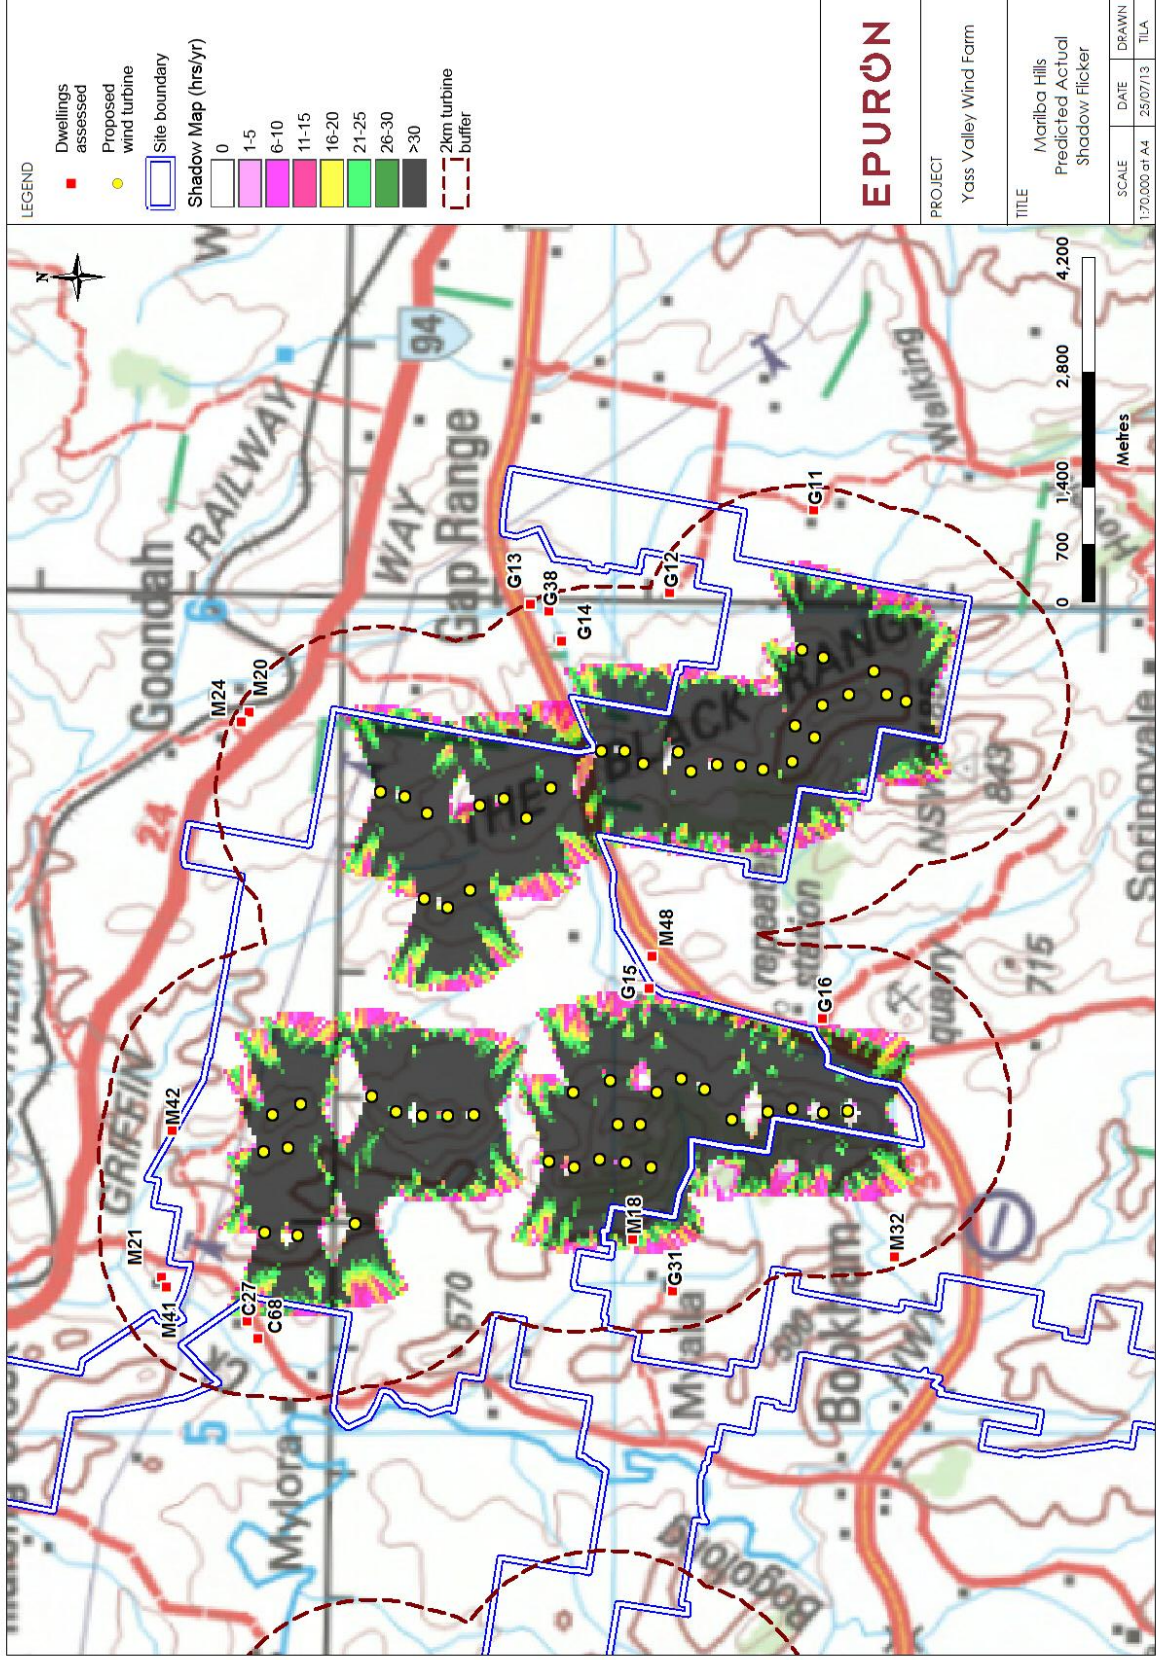 LEGEND
Dwellings
assessed
Proposed
wind turbine
Site boundary
Shadow Map (hrs/yr)
0
1-5
6-10
11-15
16-20
21-25
26-30
>30
2km turbine
buffer
EPURON
PROJECT
Yass Valley Wind Farm
TITLE
Marilba Hills
Predicted Actual
Shadow Flicker
SCALE
DATE
DRAWN
1:70,000 at A4
25/07/13
TILA
N
94
Goondah
RAILWAY
WAY
Gap Range
6
24
GRIFFIN
M24
M20
G13
G38
G14
G12
G11
M42
M21
M41
C27
C68
M48
G15
G16
M18
G31
M32
THE BLACK RANGE
repeater
station
quarry
715
843
NSW
Springvale
Walking
570
500
5
Mylora
Bookham
Bogolong
0
700
1,400
2,800
4,200
Metres